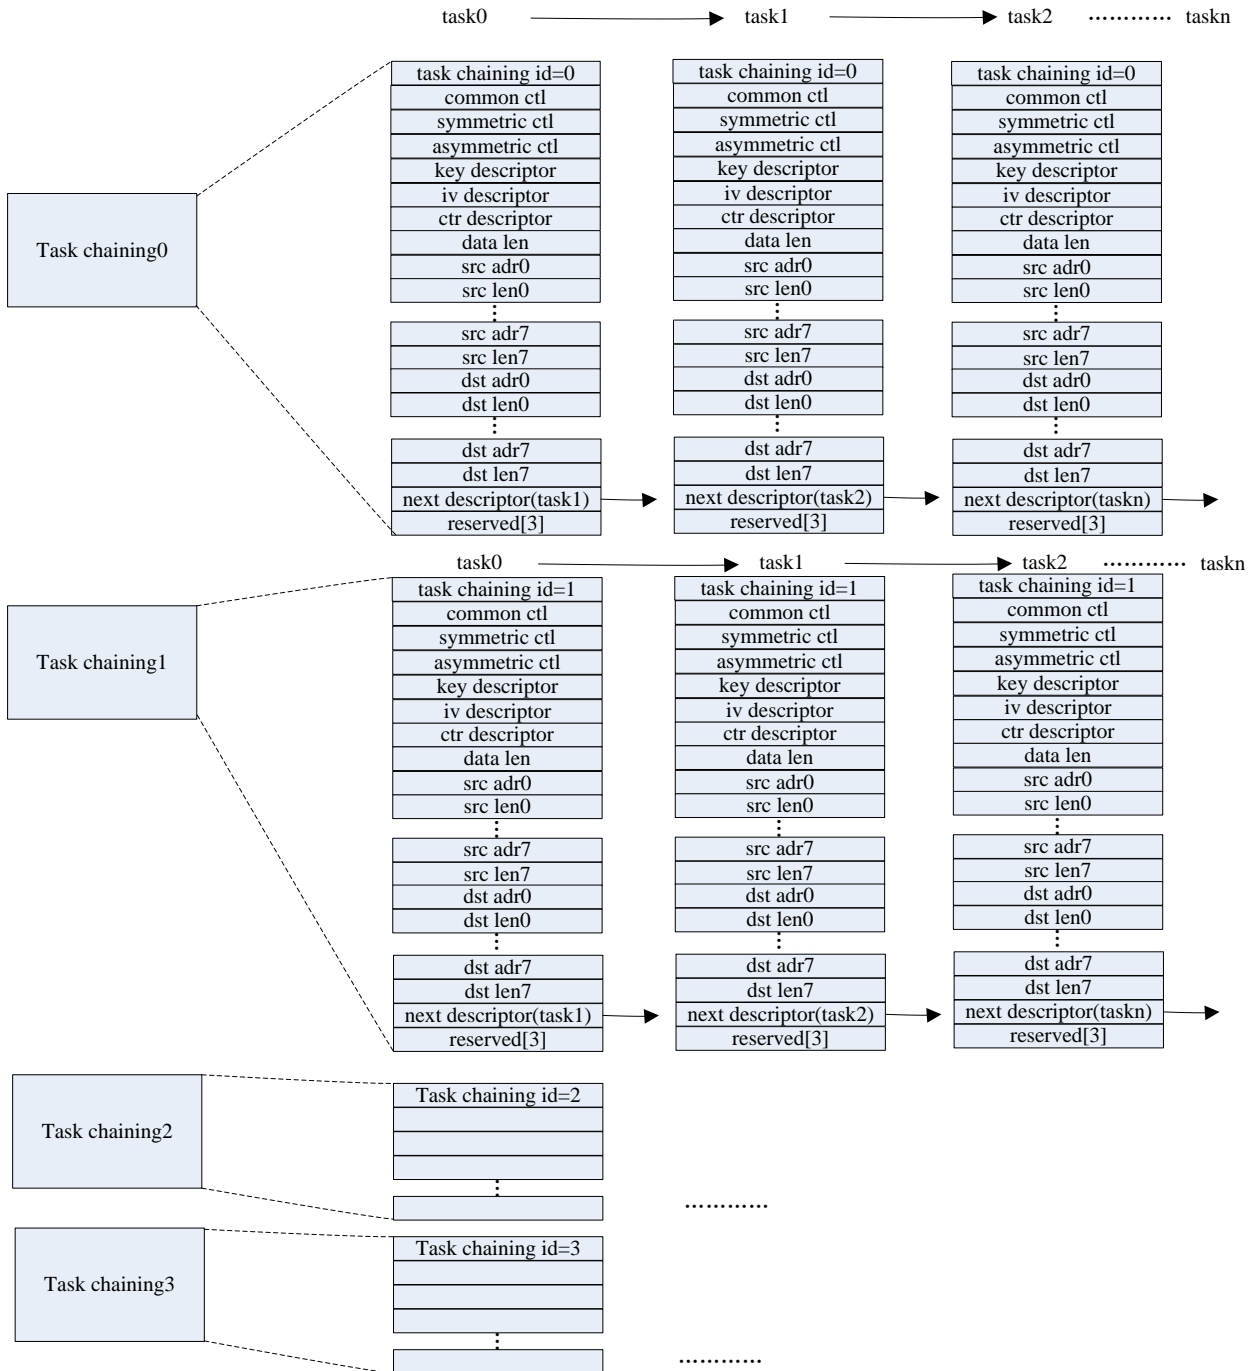 task0 task1 task2 ………… taskn
task chaining id=0 task chaining id=0 task chaining id=0
common ctl common ctl common ctl
symmetric ctl symmetric ctl symmetric ctl
asymmetric ctl asymmetric ctl asymmetric ctl
key descriptor key descriptor key descriptor
iv descriptor iv descriptor iv descriptor
ctr descriptor ctr descriptor ctr descriptor
Task chaining0 data len data len data len
src adr0 src adr0 src adr0
src len0 src len0 src len0
src adr7 src adr7 src adr7
src len7 src len7 src len7
dst adr0 dst adr0 dst adr0
dst len0 dst len0 dst len0
dst adr7 dst adr7 dst adr7
dst len7 dst len7 dst len7
next descriptor(task1) next descriptor(task2) next descriptor(taskn)
reserved[3] reserved[3] reserved[3]
task0 task1 task2 ………… taskn
task chaining id=1 task chaining id=1 task chaining id=1
common ctl common ctl common ctl
symmetric ctl symmetric ctl symmetric ctl
Task chaining1 asymmetric ctl asymmetric ctl asymmetric ctl
key descriptor key descriptor key descriptor
iv descriptor iv descriptor iv descriptor
ctr descriptor ctr descriptor ctr descriptor
data len data len data len
src adr0 src adr0 src adr0
src len0 src len0 src len0
src adr7 src adr7 src adr7
src len7 src len7 src len7
dst adr0 dst adr0 dst adr0
dst len0 dst len0 dst len0
dst adr7 dst adr7 dst adr7
dst len7 dst len7 dst len7
next descriptor(task1) next descriptor(task2) next descriptor(taskn)
reserved[3] reserved[3] reserved[3]
Task chaining id=2
Task chaining2
…………
Task chaining id=3
Task chaining3
…………